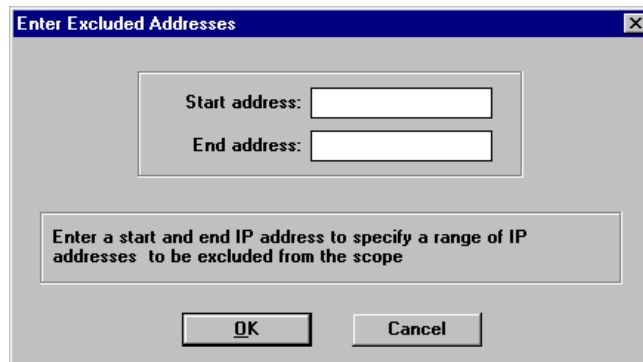 Enter Excluded Addresses
Start address:
End address:
Enter a start and end IP address to specify a range of IP
addresses  to be excluded from the scope
OK
Cancel